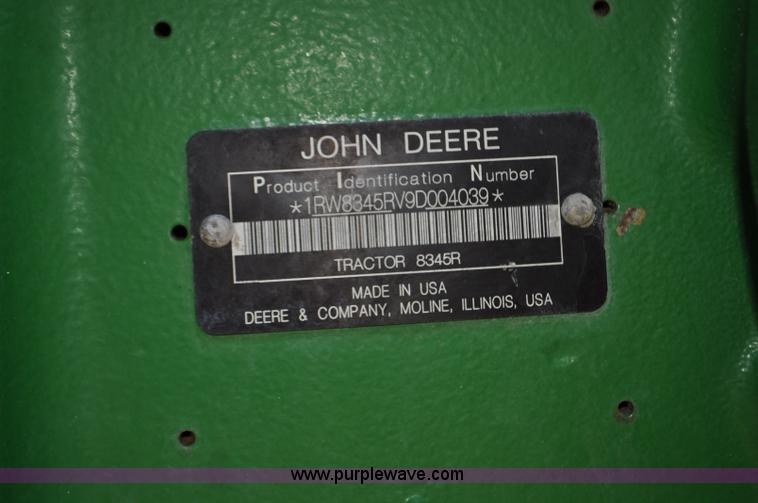 JOHN DEERE
Product Identification Number
*1RW8345RV9D004039*
TRACTOR 8345R
MADE IN USA
DEERE & COMPANY, MOLINE, ILLINOIS, USA
www.purplewave.com